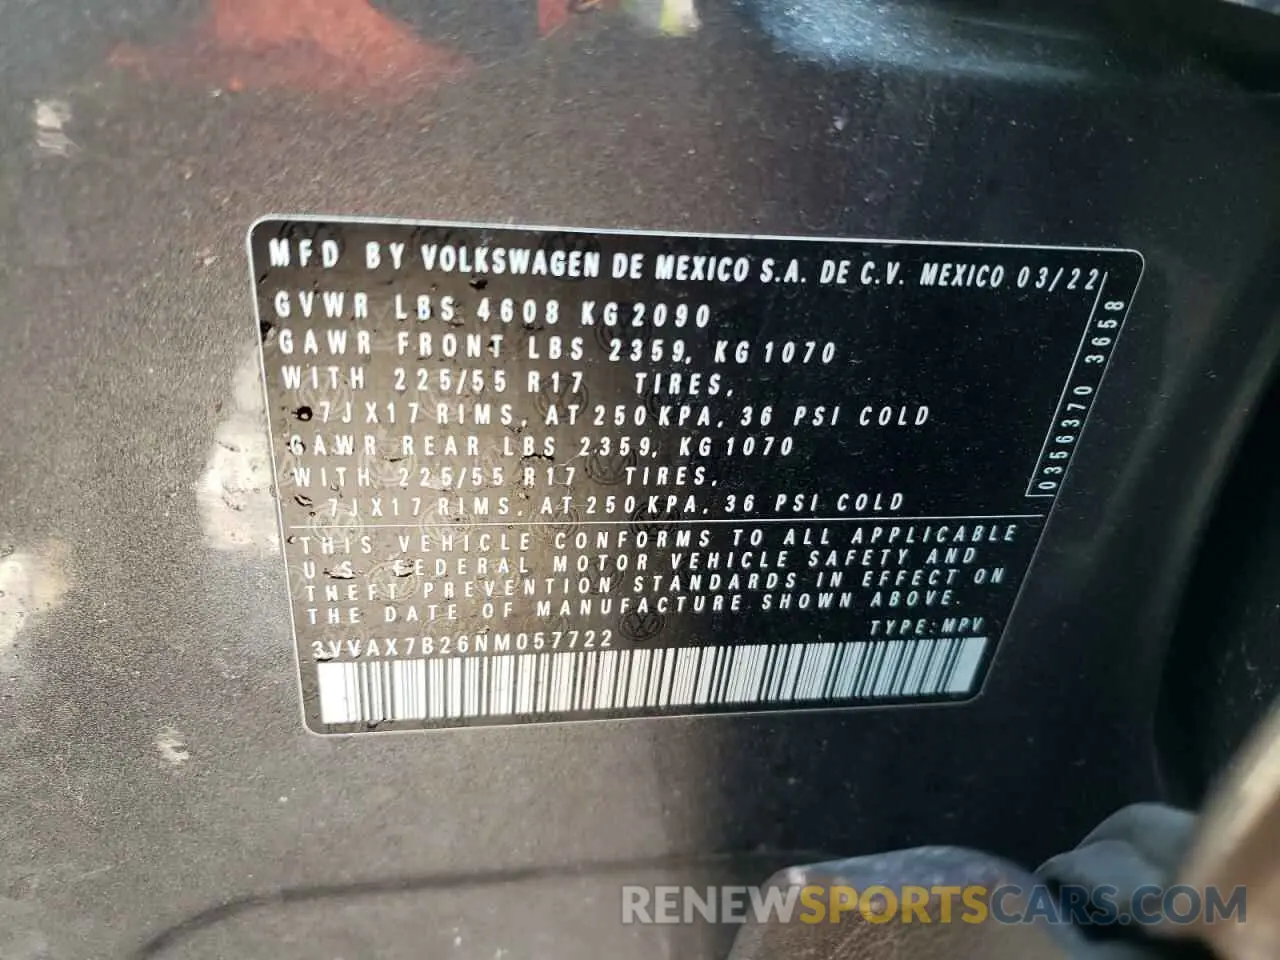 MFD BY VOLKSWAGEN DE MEXICO S.A. DE C.V. MEXICO 03/22
GVWR LBS 4608 KG 2090
GAWR FRONT LBS 2359, KG 1070
WITH 225/55 R17 TIRES,
7JX17 RIMS, AT 250 KPA, 36 PSI COLD
GAWR REAR LBS 2359, KG 1070
WITH 225/55 R17 TIRES,
7JX17 RIMS, AT 250 KPA, 36 PSI COLD
THIS VEHICLE CONFORMS TO ALL APPLICABLE
U.S. FEDERAL MOTOR VEHICLE SAFETY AND
THEFT PREVENTION STANDARDS IN EFFECT ON
THE DATE OF MANUFACTURE SHOWN ABOVE.
TYPE: MPV
3VVAX7B26NM057722
0356370 3658
RENEWSPORTSCARS.COM